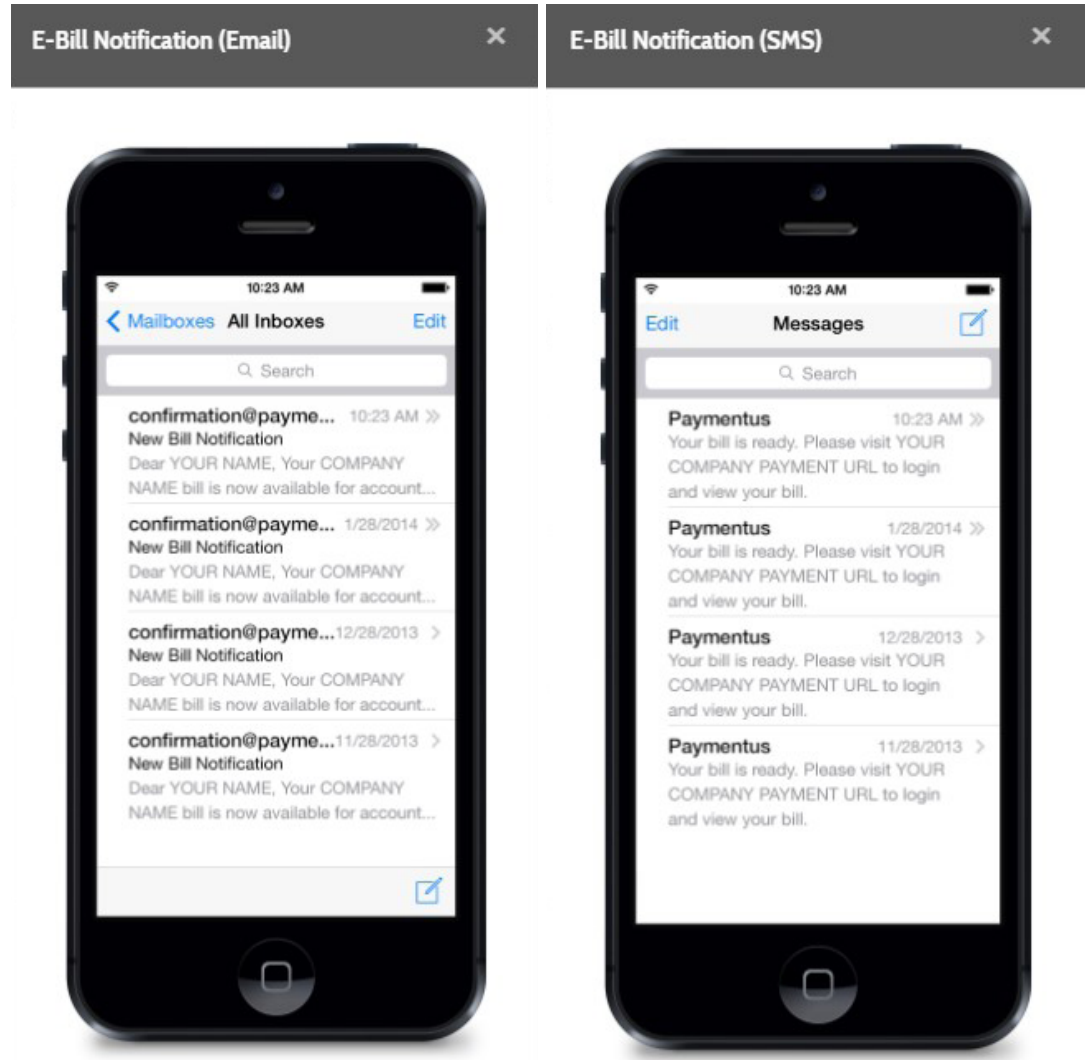 E-Bill Notification (Email) ×
10:23 AM
Mailboxes All Inboxes Edit
Search
confirmation@payme... 10:23 AM
New Bill Notification
Dear YOUR NAME, Your COMPANY
NAME bill is now available for account...
confirmation@payme... 1/28/2014
New Bill Notification
Dear YOUR NAME, Your COMPANY
NAME bill is now available for account...
confirmation@payme...12/28/2013
New Bill Notification
Dear YOUR NAME, Your COMPANY
NAME bill is now available for account...
confirmation@payme...11/28/2013
New Bill Notification
Dear YOUR NAME, Your COMPANY
NAME bill is now available for account...
E-Bill Notification (SMS) ×
10:23 AM
Edit Messages
Search
Paymentus 10:23 AM
Your bill is ready. Please visit YOUR
COMPANY PAYMENT URL to login
and view your bill.
Paymentus 1/28/2014
Your bill is ready. Please visit YOUR
COMPANY PAYMENT URL to login
and view your bill.
Paymentus 12/28/2013
Your bill is ready. Please visit YOUR
COMPANY PAYMENT URL to login
and view your bill.
Paymentus 11/28/2013
Your bill is ready. Please visit YOUR
COMPANY PAYMENT URL to login
and view your bill.